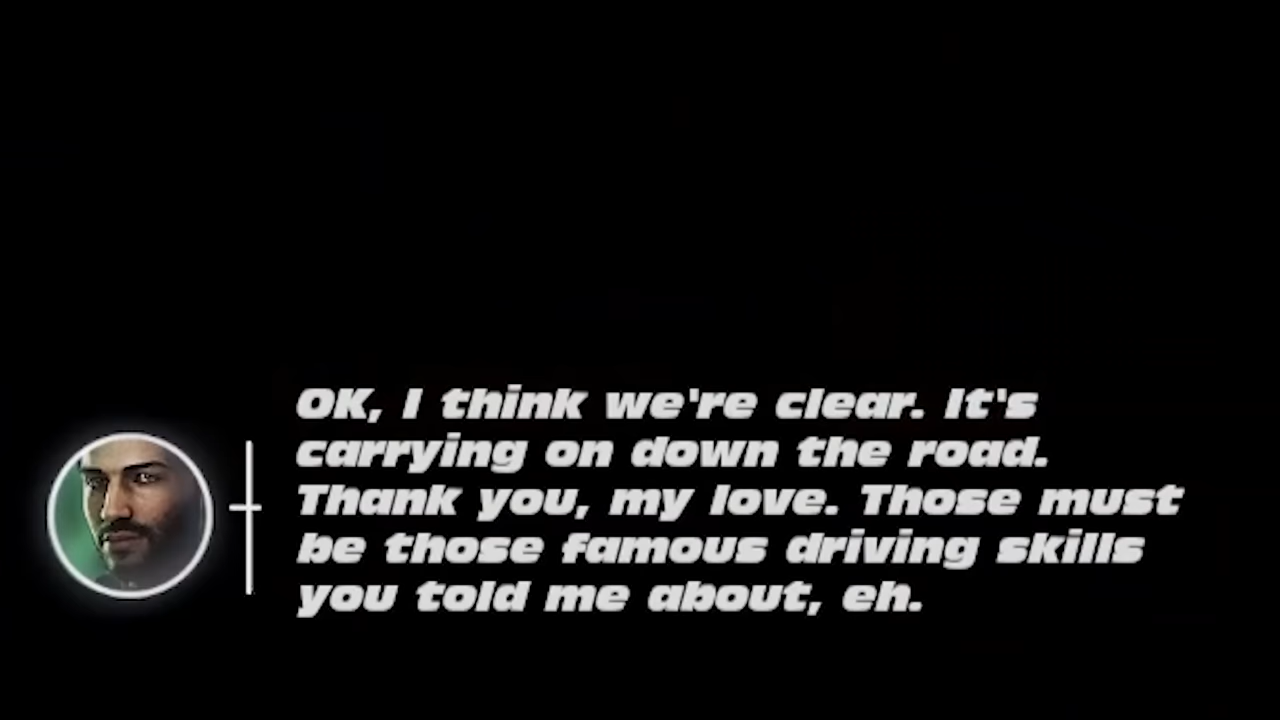 OK, I think we're clear. It's
carrying on down the road.
Thank you, my love. Those must
be those famous driving skills
you told me about, eh.